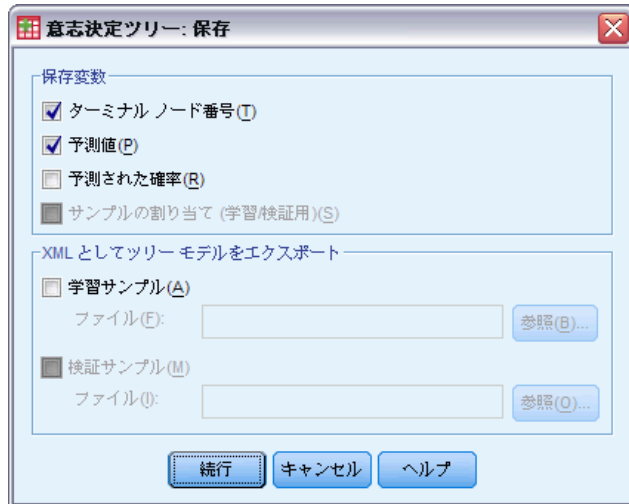 意志決定ツリー: 保存
保存変数
ターミナル ノード番号(T)
予測値(P)
予測された確率(R)
サンプルの割り当て (学習/検証用)(S)
XML としてツリー モデルをエクスポート
学習サンプル(A)
ファイル(F): 参照(B)...
検証サンプル(M)
ファイル(I): 参照(O)...
続行 キャンセル ヘルプ